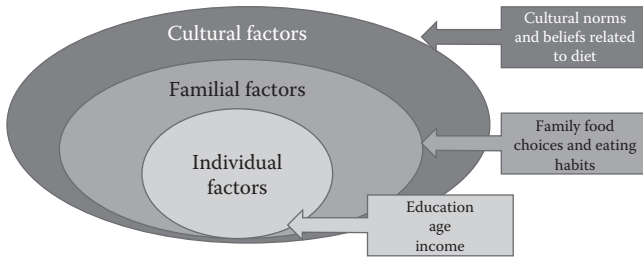 Cultural factors
Cultural norms
and beliefs related
to diet
Familial factors
Family food
choices and eating
habits
Individual
factors
Education
age
income